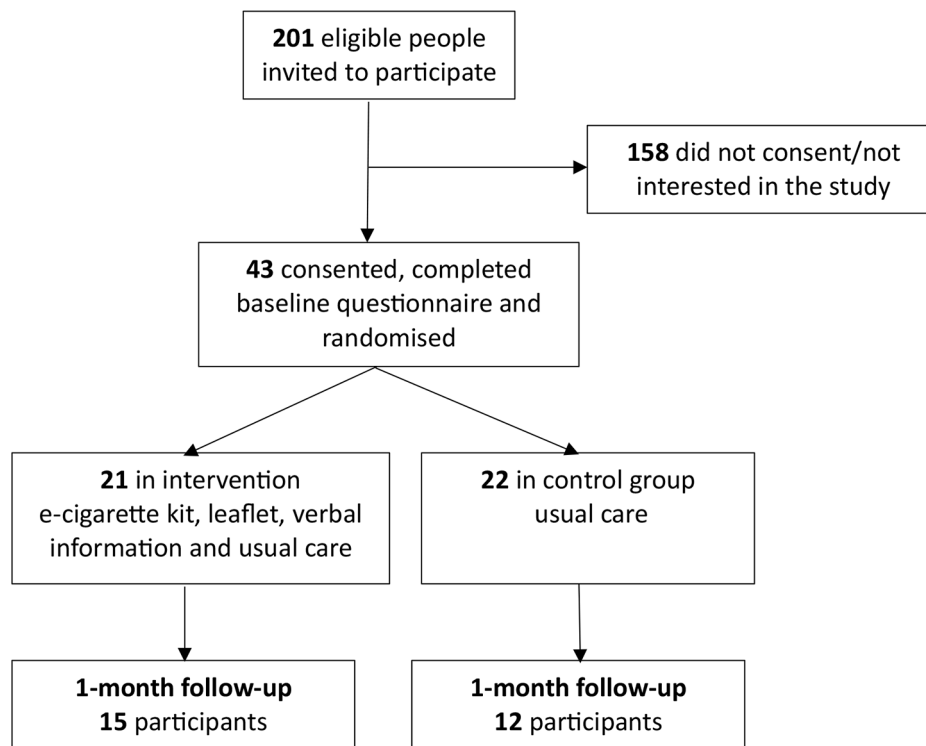 201 eligible people
invited to participate
158 did not consent/not
interested in the study
43 consented, completed
baseline questionnaire and
randomised
21 in intervention
e-cigarette kit, leaflet, verbal
information and usual care
22 in control group
usual care
1-month follow-up
15 participants
1-month follow-up
12 participants